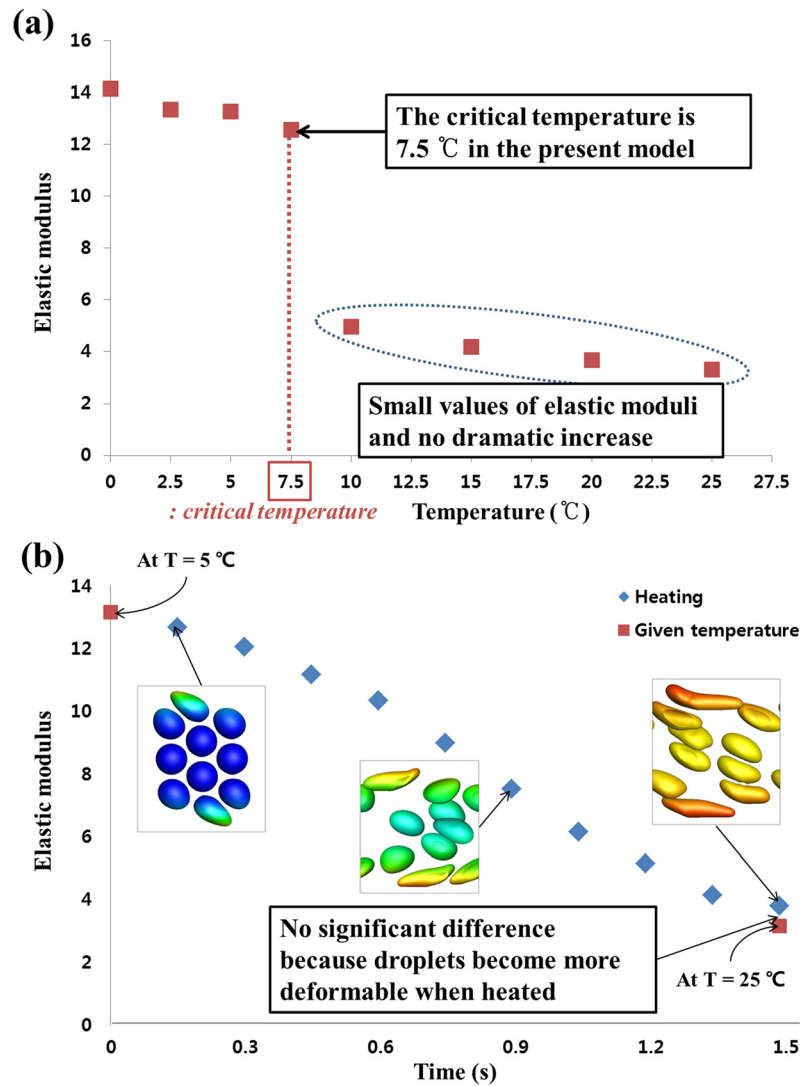 (a)
16
14
12
10
8
6
4
2
0
Elastic modulus
The critical temperature is
7.5 ℃ in the present model
Small values of elastic moduli
and no dramatic increase
0 2.5 5 7.5 10 12.5 15 17.5 20 22.5 25 27.5
: critical temperature
Temperature (℃)
(b)
At T = 5 ℃
14
12
10
8
6
4
2
0
Elastic modulus
Heating
Given temperature
No significant difference
because droplets become more
deformable when heated
At T = 25 ℃
0 0.3 0.6 0.9 1.2 1.5
Time (s)